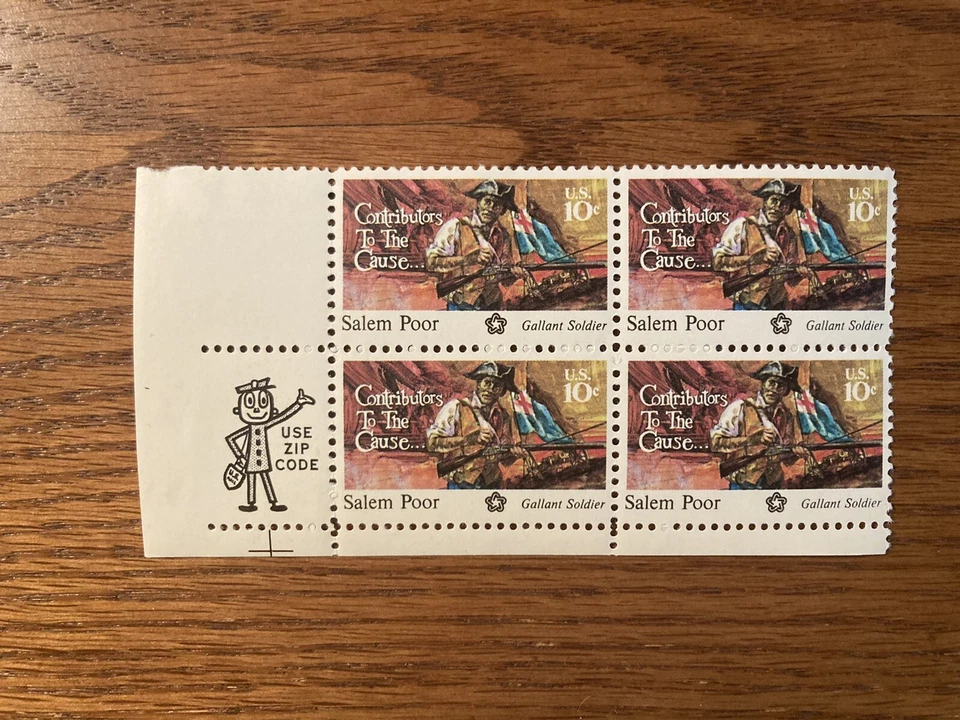 Contributors
To The
Cause...
U.S.
10c
Salem Poor
Gallant Soldier
Contributors
To The
Cause...
U.S.
10c
Salem Poor
Gallant Soldier
USE
ZIP
CODE
Contributors
To The
Cause...
U.S.
10c
Salem Poor
Gallant Soldier
Contributors
To The
Cause...
U.S.
10c
Salem Poor
Gallant Soldier